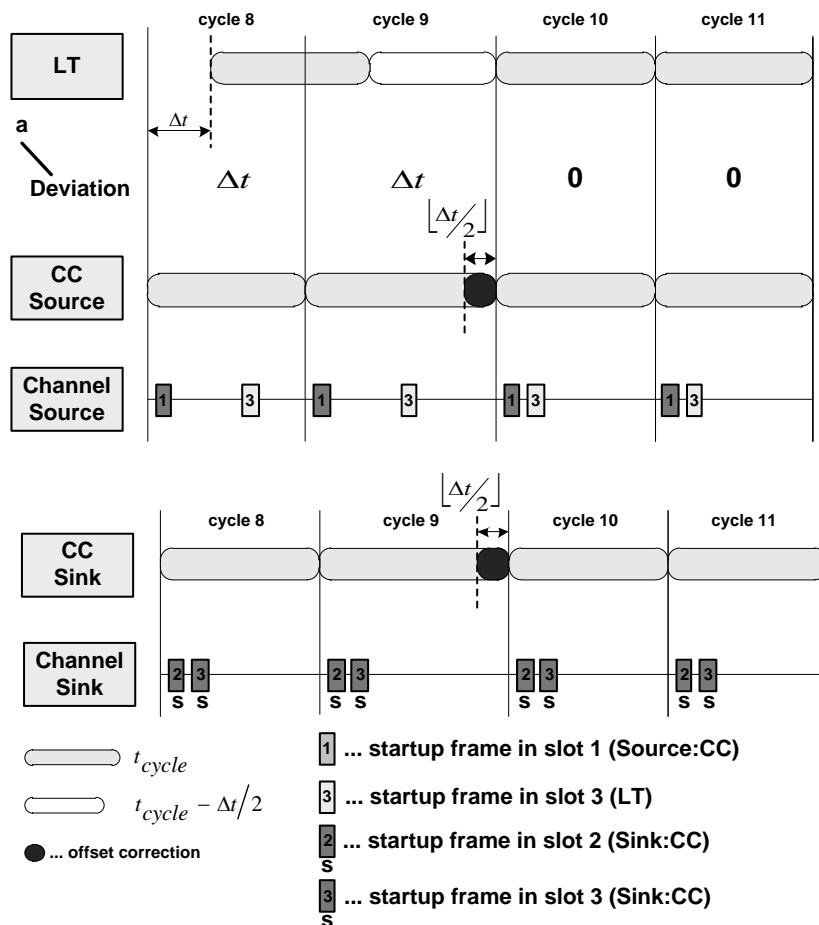 cycle 8 cycle 9 cycle 10 cycle 11
LT
Δt
a
Deviation
Δt Δt 0 0
⌊Δt/2⌋
CC
Source
Channel
Source
1 3 1 3 1 3 1 3
⌊Δt/2⌋
cycle 8 cycle 9 cycle 10 cycle 11
CC
Sink
Channel
Sink
2 3 2 3 2 3 2 3
s s s s s s s s
t cycle
1 ... startup frame in slot 1 (Source:CC)
t cycle − Δt/2
3 ... startup frame in slot 3 (LT)
... offset correction
2 ... startup frame in slot 2 (Sink:CC)
s
3 ... startup frame in slot 3 (Sink:CC)
s